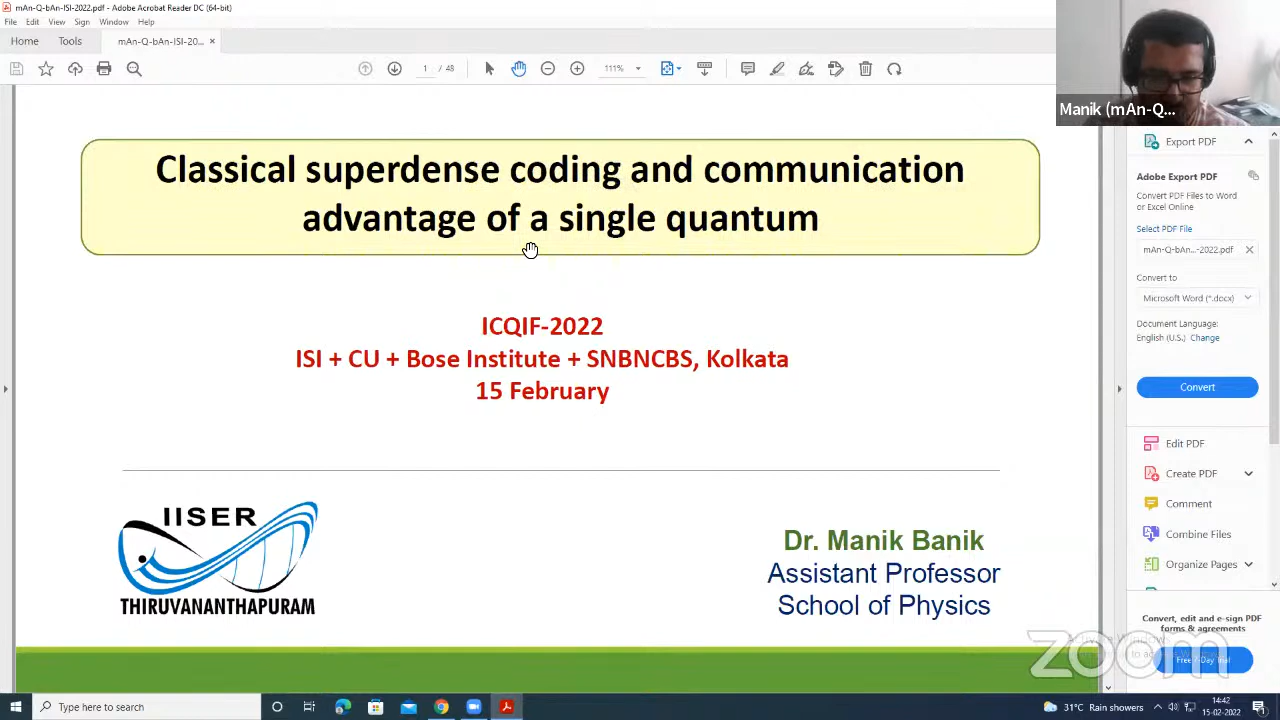 mAn-Q-bAn-ISI-2022.pdf - Adobe Acrobat Reader DC (64-bit)
File Edit View Sign Window Help
Home Tools mAn-Q-bAn-ISI-20... ×
1 / 48 111%
Manik (mAn-Q...
Classical superdense coding and communication
advantage of a single quantum
ICQIF-2022
ISI + CU + Bose Institute + SNBNCBS, Kolkata
15 February
IISER
THIRUVANANTHAPURAM
Dr. Manik Banik
Assistant Professor
School of Physics
Export PDF
Adobe Export PDF
Convert PDF Files to Word
or Excel Online
Select PDF File
mAn-Q-bAn...-2022.pdf
Convert to
Microsoft Word (*.docx)
Document Language:
English (U.S.) Change
Convert
Edit PDF
Create PDF
Comment
Combine Files
Organize Pages
Convert, edit and e-sign PDF
forms & agreements
Free 7-Day Trial
zoom
Type here to search
31°C Rain showers
14:42
15-02-2022